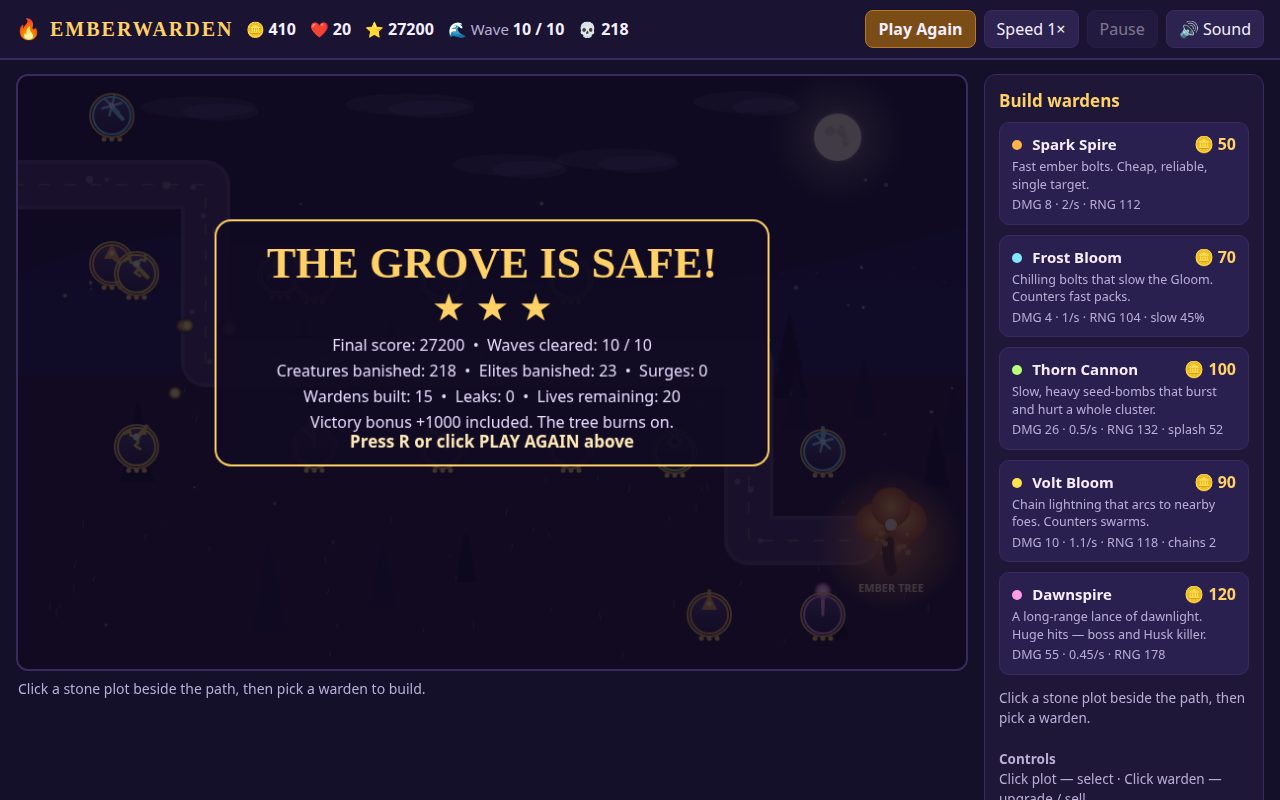 EMBERWARDEN 410 20 27200 Wave 10 / 10 218 Play Again Speed 1× Pause Sound
THE GROVE IS SAFE!
★ ★ ★
Final score: 27200 • Waves cleared: 10 / 10
Creatures banished: 218 • Elites banished: 23 • Surges: 0
Wardens built: 15 • Leaks: 0 • Lives remaining: 20
Victory bonus +1000 included. The tree burns on.
Press R or click PLAY AGAIN above
EMBER TREE
Click a stone plot beside the path, then pick a warden to build.
Build wardens
Spark Spire 50
Fast ember bolts. Cheap, reliable,
single target.
DMG 8 · 2/s · RNG 112
Frost Bloom 70
Chilling bolts that slow the Gloom.
Counters fast packs.
DMG 4 · 1/s · RNG 104 · slow 45%
Thorn Cannon 100
Slow, heavy seed-bombs that burst
and hurt a whole cluster.
DMG 26 · 0.5/s · RNG 132 · splash 52
Volt Bloom 90
Chain lightning that arcs to nearby
foes. Counters swarms.
DMG 10 · 1.1/s · RNG 118 · chains 2
Dawnspire 120
A long-range lance of dawnlight.
Huge hits — boss and Husk killer.
DMG 55 · 0.45/s · RNG 178
Click a stone plot beside the path, then
pick a warden.
Controls
Click plot — select · Click warden —
upgrade / sell